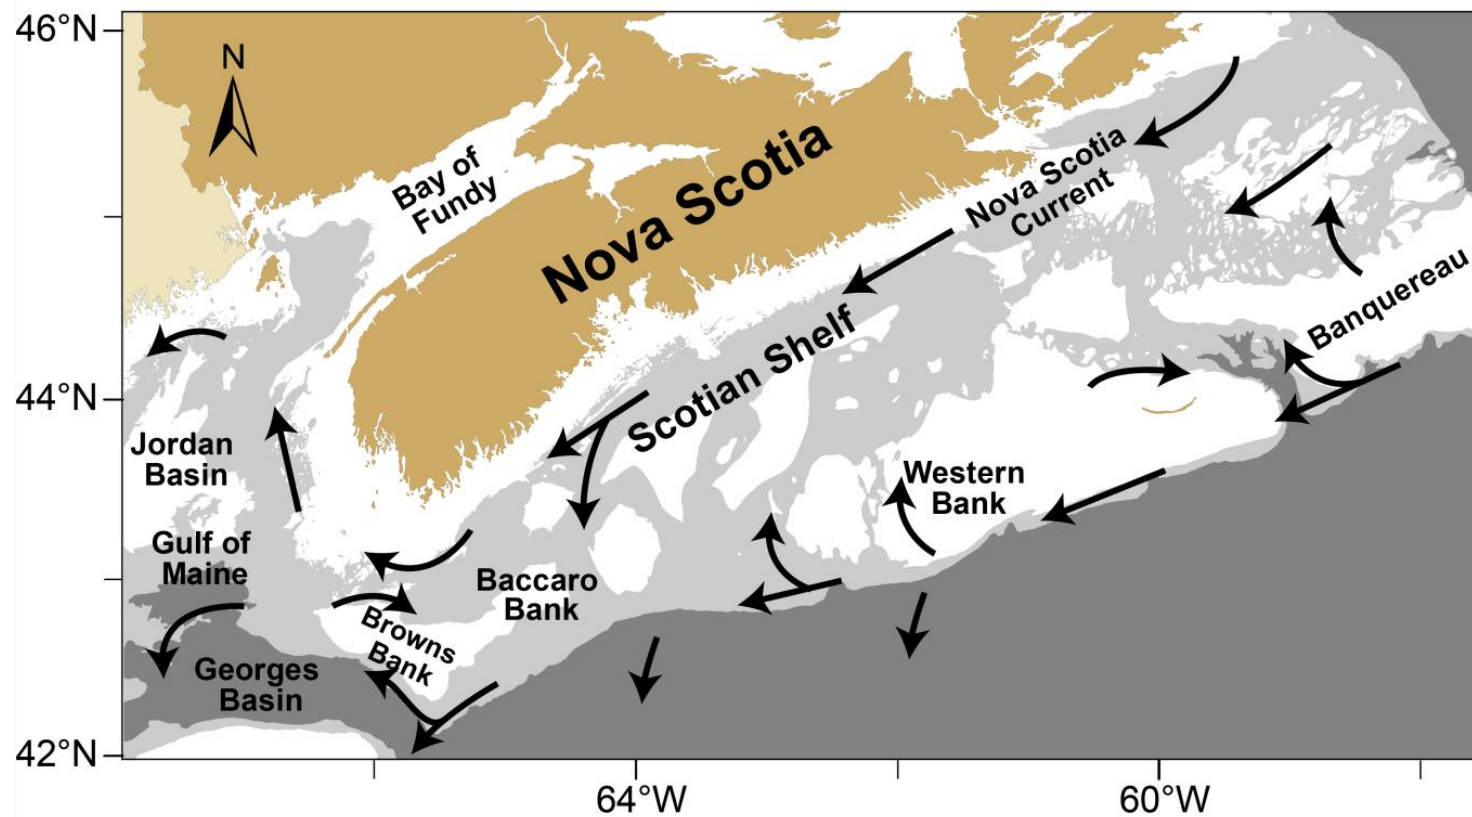 46°N
N
Bay of
Fundy
Nova Scotia
Nova Scotia
Current
Banquereau
Scotian Shelf
44°N
Jordan
Basin
Western
Bank
Gulf of
Maine
Baccaro
Bank
Browns
Bank
Georges
Basin
42°N
64°W
60°W